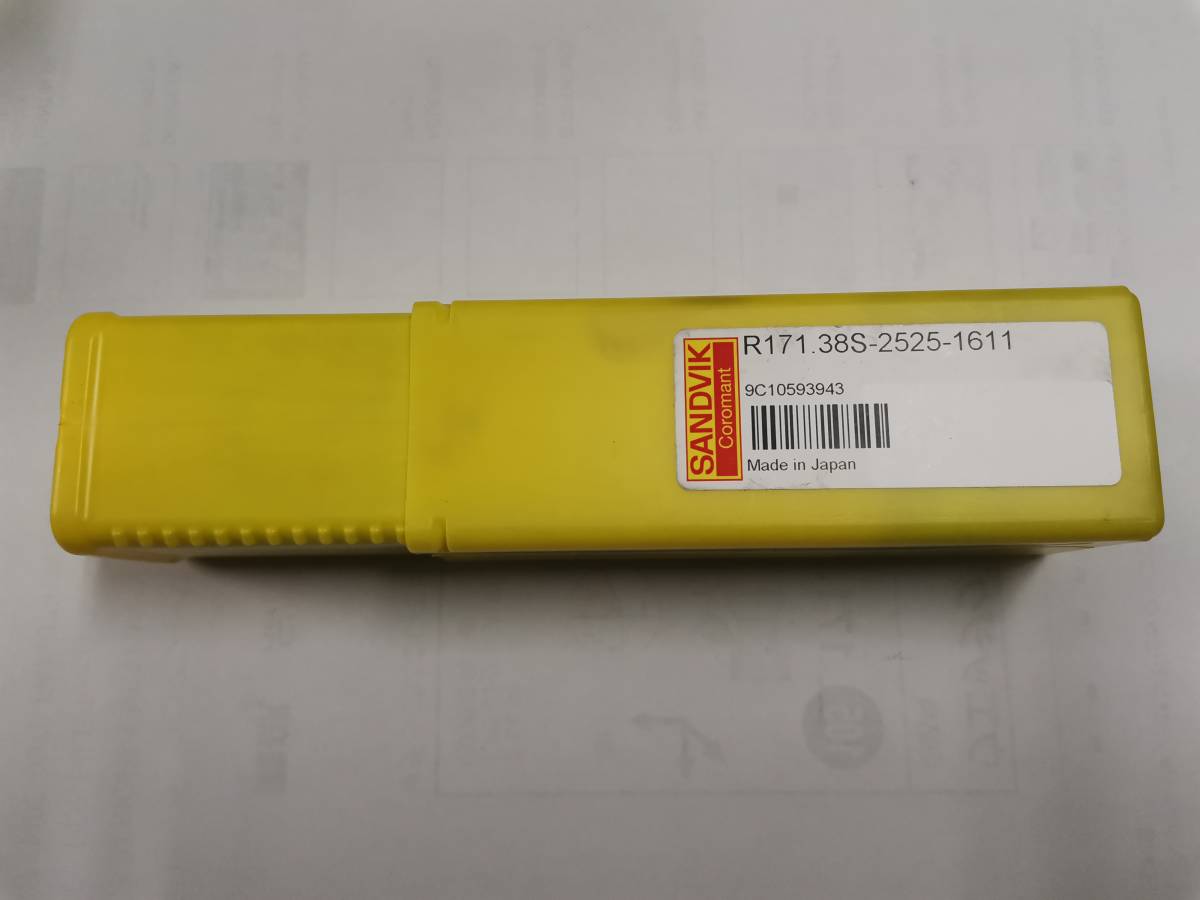 SANDVIK
Coromant
R171.38S-2525-1611
9C10593943
Made in Japan